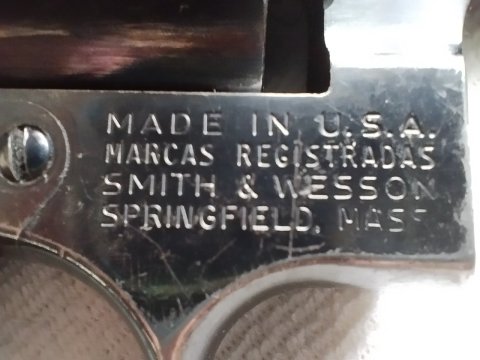 MADE IN U.S.A.
MARCAS REGISTRADAS
SMITH & WESSON
SPRINGFIELD, MASS